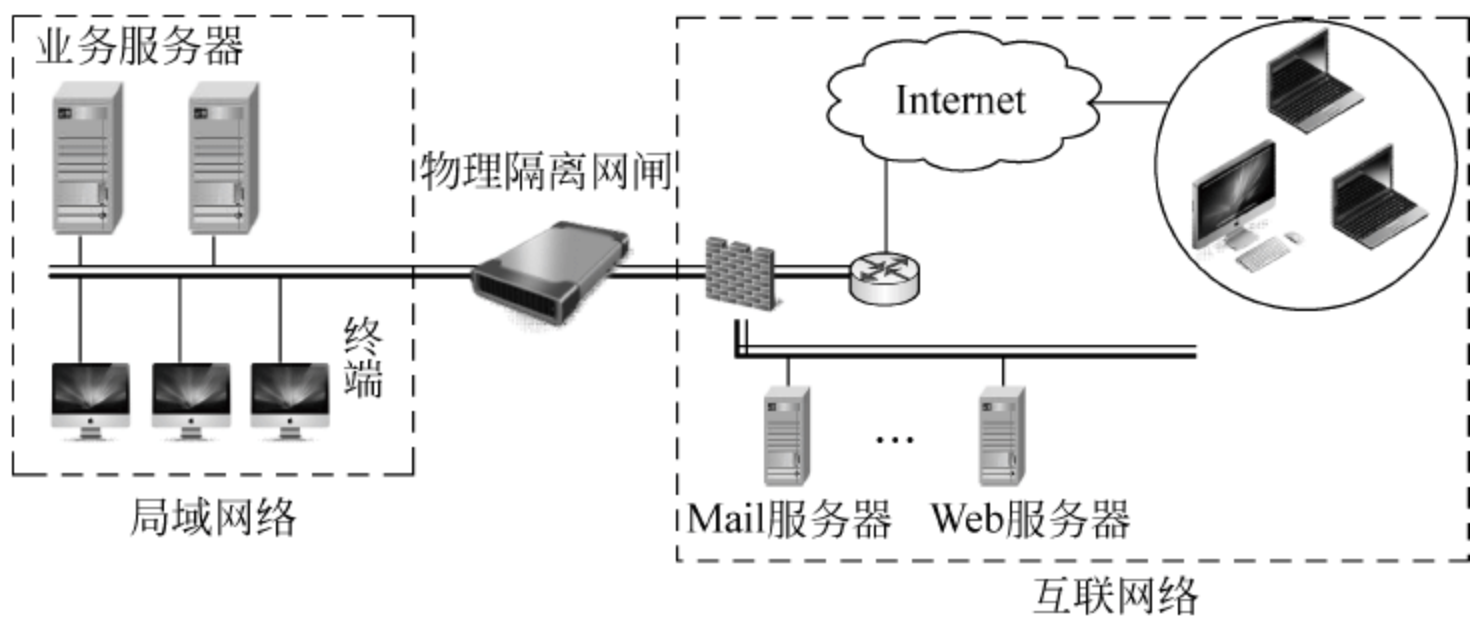 业务服务器
Internet
物理隔离网闸
终端
…
Mail服务器
Web服务器
局域网络
互联网络